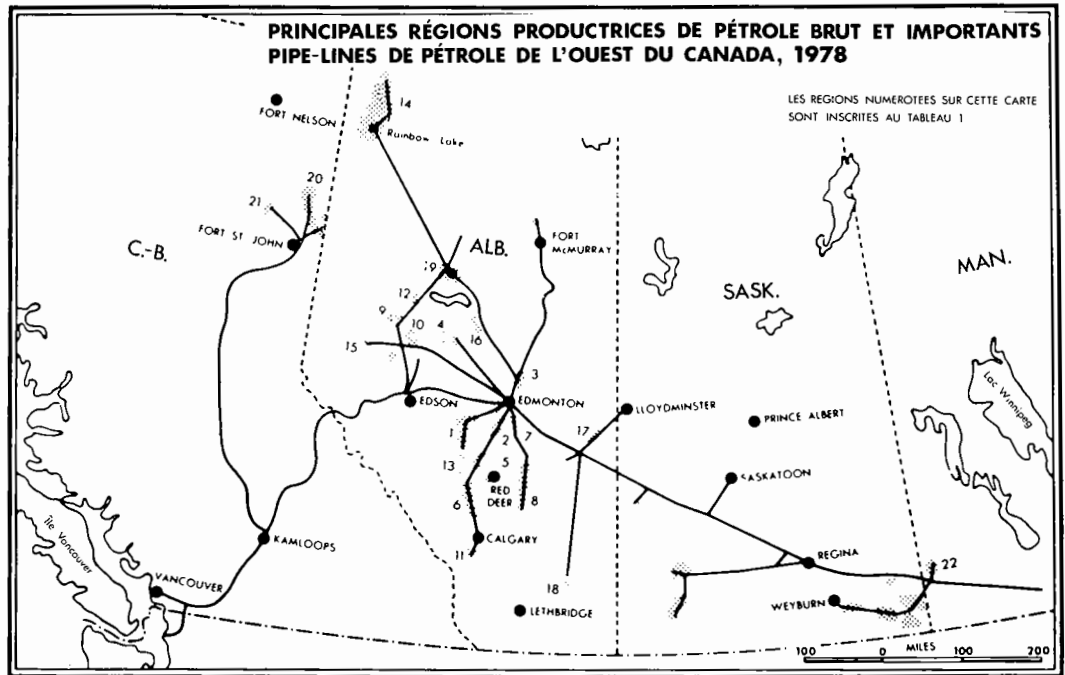 PRINCIPALES RÉGIONS PRODUCTRICES DE PÉTROLE BRUT ET IMPORTANTS
PIPE-LINES DE PÉTROLE DE L'OUEST DU CANADA, 1978
LES REGIONS NUMEROTEES SUR CETTE CARTE
SONT INSCRITES AU TABLEAU 1
14
FORT NELSON
Rainbow Lake
20
21
FORT ST JOHN
C.-B.
ALB.
FORT
McMURRAY
SASK.
MAN.
19
12
9
10
4
16
15
3
EDSON
EDMONTON
LLOYDMINSTER
PRINCE ALBERT
Lac Winnipeg
1
2
7
17
13
5
RED
DEER
SASKATOON
6
8
CALGARY
11
KAMLOOPS
Île Vancouver
VANCOUVER
REGINA
22
18
LETHBRIDGE
WEYBURN
MILES
100 0 100 200